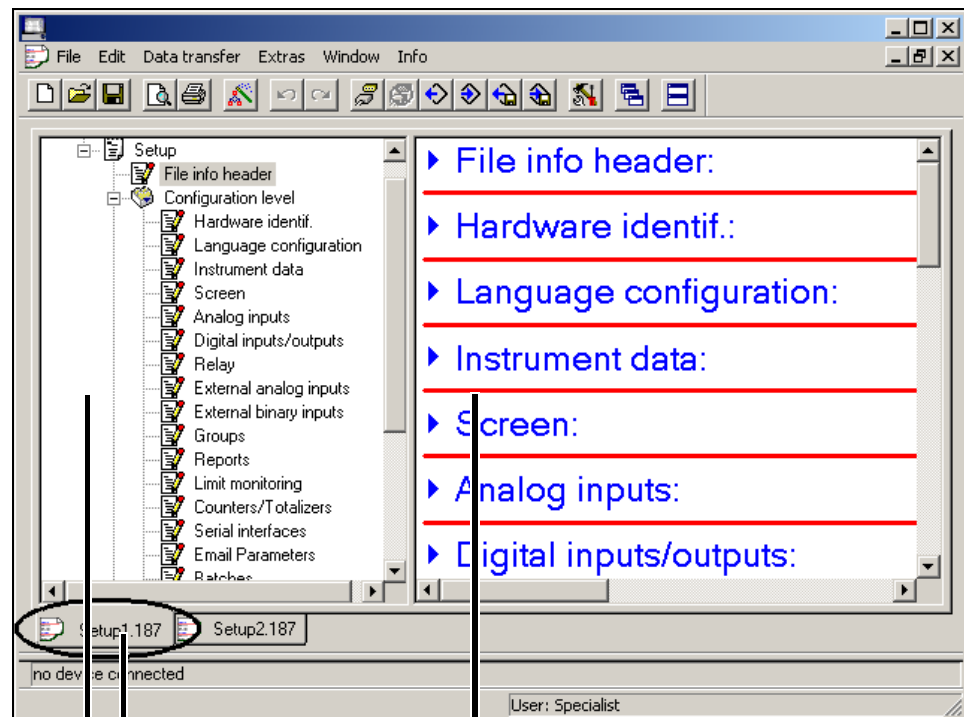 File Edit Data transfer Extras Window Info
Setup
File info header
Configuration level
Hardware identif.
Language configuration
Instrument data
Screen
Analog inputs
Digital inputs/outputs
Relay
External analog inputs
External binary inputs
Groups
Reports
Limit monitoring
Counters/Totalizers
Serial interfaces
Email Parameters
Batches
File info header:
Hardware identif.:
Language configuration:
Instrument data:
Screen:
Analog inputs:
Digital inputs/outputs:
Setup1.187 Setup2.187
no device connected
User: Specialist